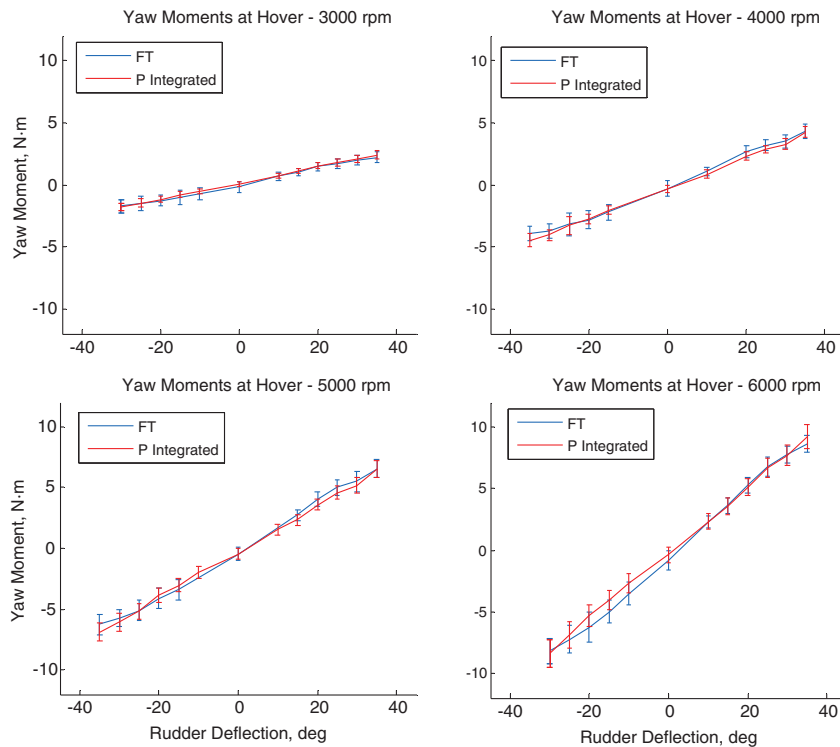 Yaw Moments at Hover - 3000 rpm
FT
P Integrated
10
5
0
-5
-10
Yaw Moment, N·m
-40
-20
0
20
40
Yaw Moments at Hover - 4000 rpm
FT
P Integrated
10
5
0
-5
-10
-40
-20
0
20
40
Yaw Moments at Hover - 5000 rpm
FT
P Integrated
10
5
0
-5
-10
Yaw Moment, N·m
-40
-20
0
20
40
Rudder Deflection, deg
Yaw Moments at Hover - 6000 rpm
FT
P Integrated
10
5
0
-5
-10
-40
-20
0
20
40
Rudder Deflection, deg